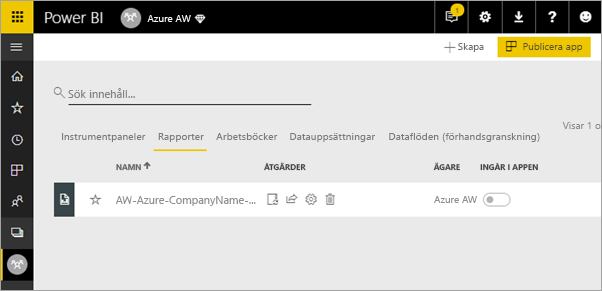 Power BI Azure AW 1 ?
Skapa Publicera app
Sök innehåll...
Visar 1 o
Instrumentpaneler Rapporter Arbetsböcker Datauppsättningar Dataflöden (förhandsgranskning)
NAMN ÅTGÄRDER ÄGARE INGÅR I APPEN
AW-Azure-CompanyName-... Azure AW